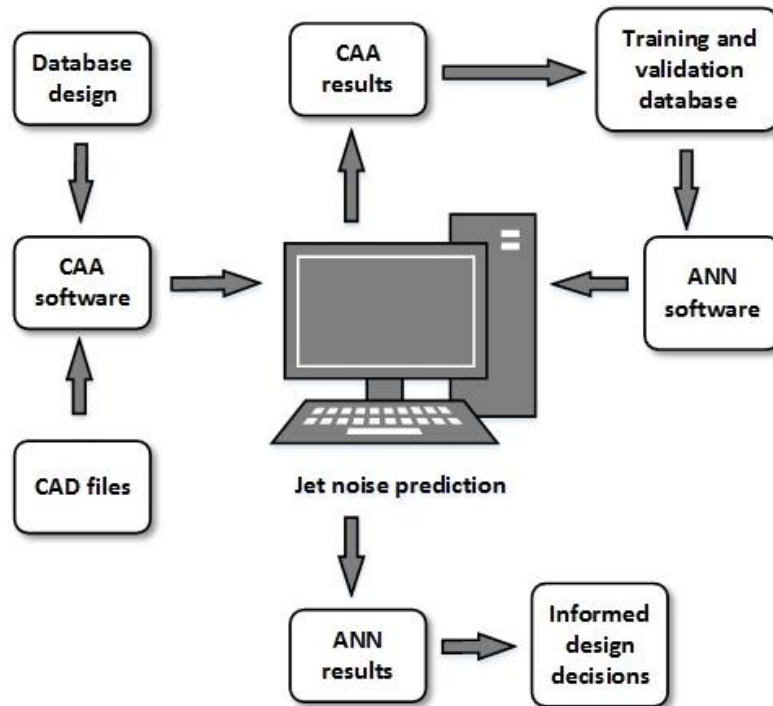 Database
design
CAA
results
Training and
validation
database
CAA
software
ANN
software
CAD files
Jet noise prediction
ANN
results
Informed
design
decisions